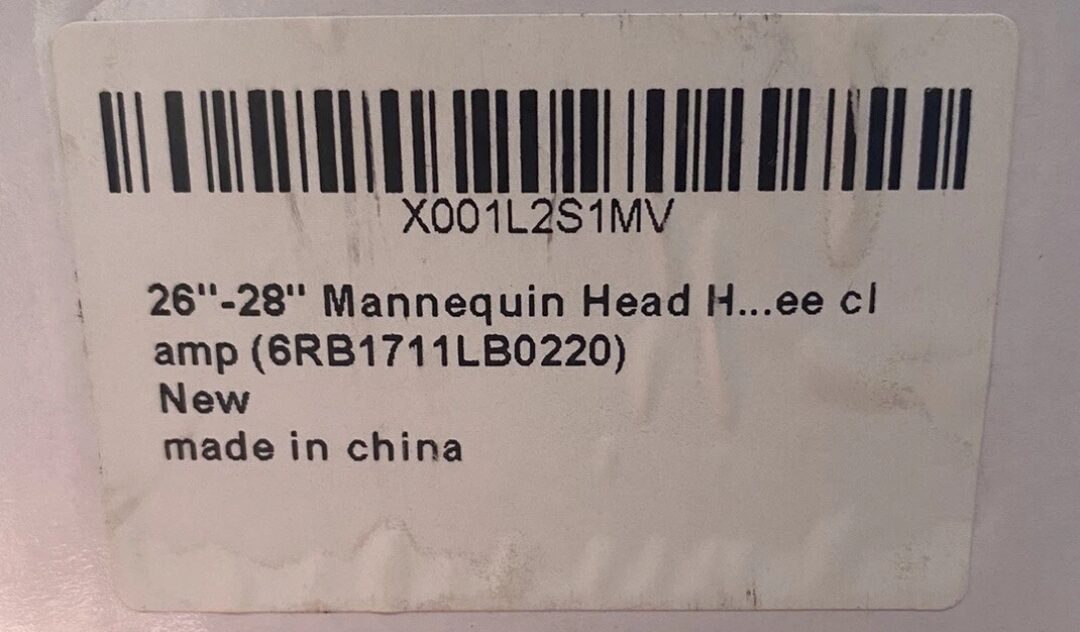 X001L2S1MV
26"-28" Mannequin Head H...ee cl
amp (6RB1711LB0220)
New
made in china